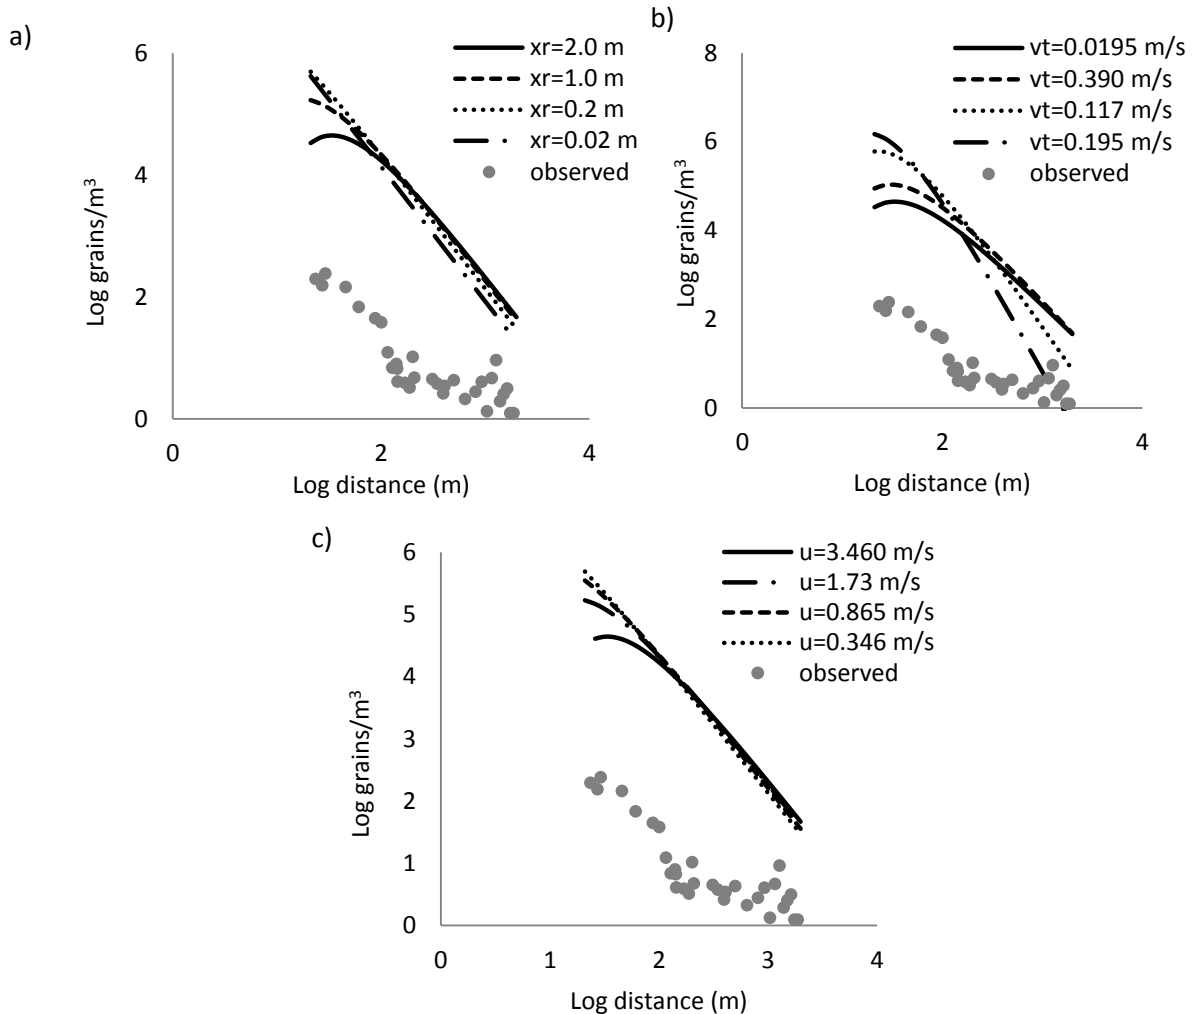 a)
6
4
2
0
0
2
4
Log grains/m³
Log distance (m)
xr=2.0 m
xr=1.0 m
xr=0.2 m
xr=0.02 m
observed
b)
8
6
4
2
0
0
2
4
Log grains/m³
Log distance (m)
vt=0.0195 m/s
vt=0.390 m/s
vt=0.117 m/s
vt=0.195 m/s
observed
c)
6
5
4
3
2
1
0
0
1
2
3
4
Log grains/m³
Log distance (m)
u=3.460 m/s
u=1.73 m/s
u=0.865 m/s
u=0.346 m/s
observed